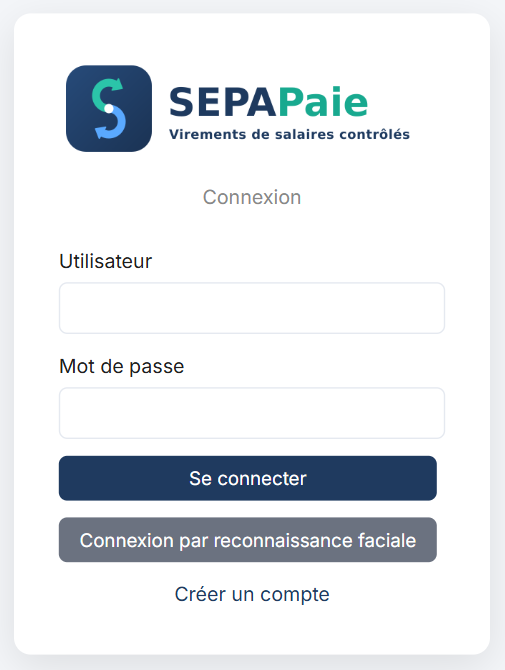 SEPAPaie
Virements de salaires contrôlés
Connexion
Utilisateur
Mot de passe
Se connecter
Connexion par reconnaissance faciale
Créer un compte